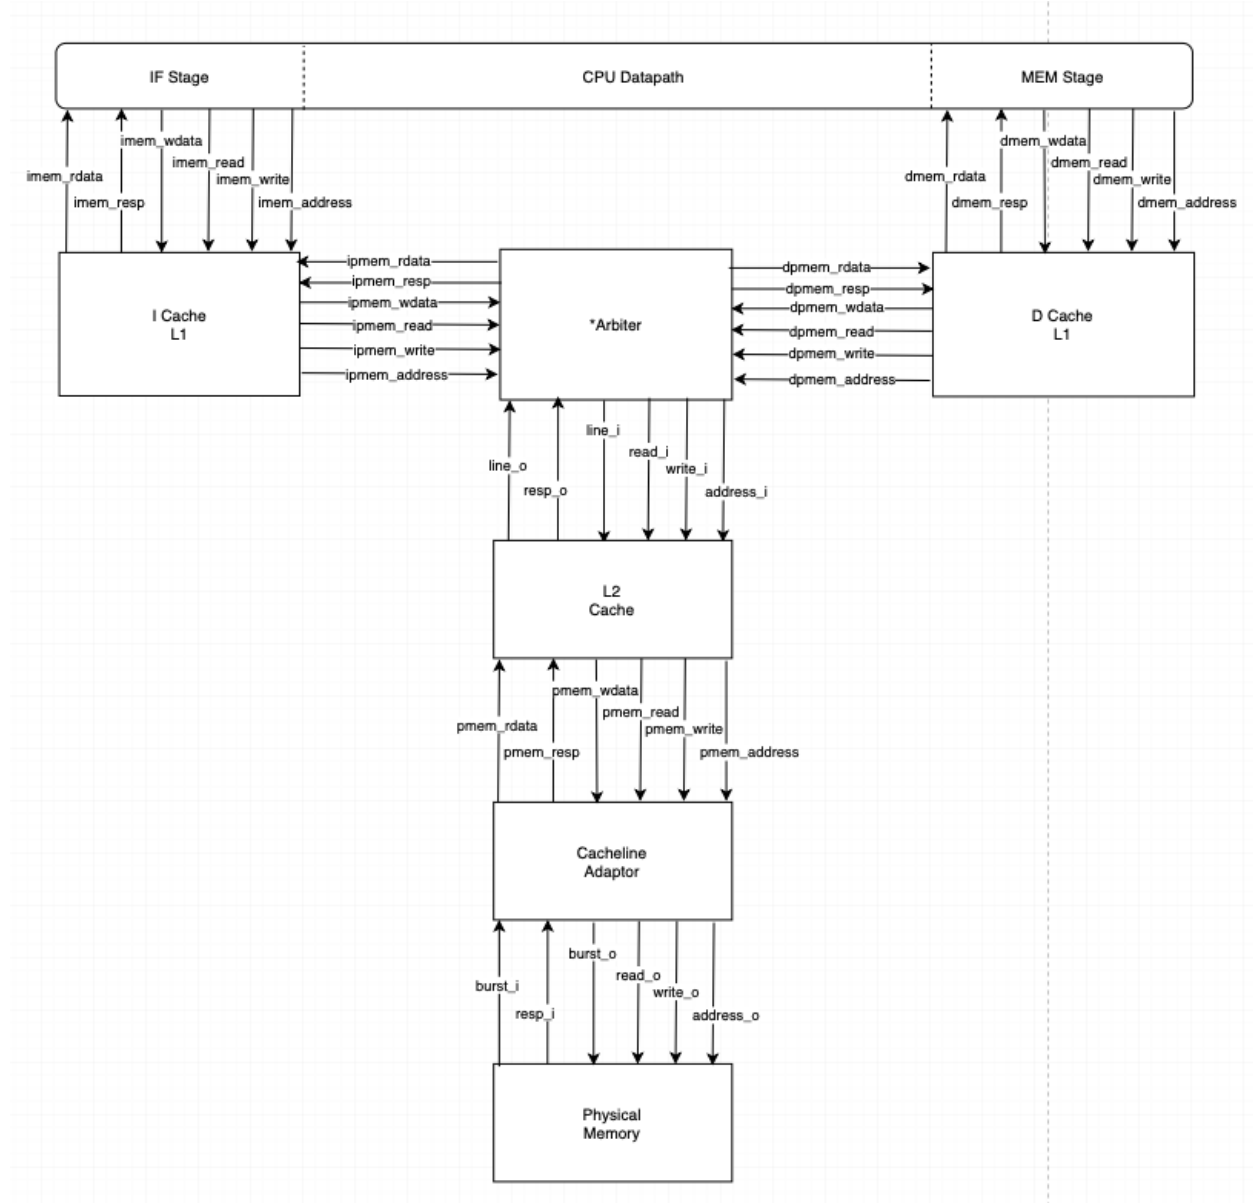 IF Stage
CPU Datapath
MEM Stage
imem_wdata
imem_read
imem_rdata
imem_write
imem_resp
imem_address
dmem_wdata
dmem_read
dmem_rdata
dmem_write
dmem_resp
dmem_address
I Cache
L1
ipmem_rdata
ipmem_resp
ipmem_wdata
ipmem_read
ipmem_write
ipmem_address
*Arbiter
dpmem_rdata
dpmem_resp
dpmem_wdata
dpmem_read
dpmem_write
dpmem_address
D Cache
L1
line_i
read_i
line_o
write_i
resp_o
address_i
L2
Cache
pmem_wdata
pmem_read
pmem_rdata
pmem_write
pmem_resp
pmem_address
Cacheline
Adaptor
burst_o
read_o
burst_i
write_o
resp_i
address_o
Physical
Memory